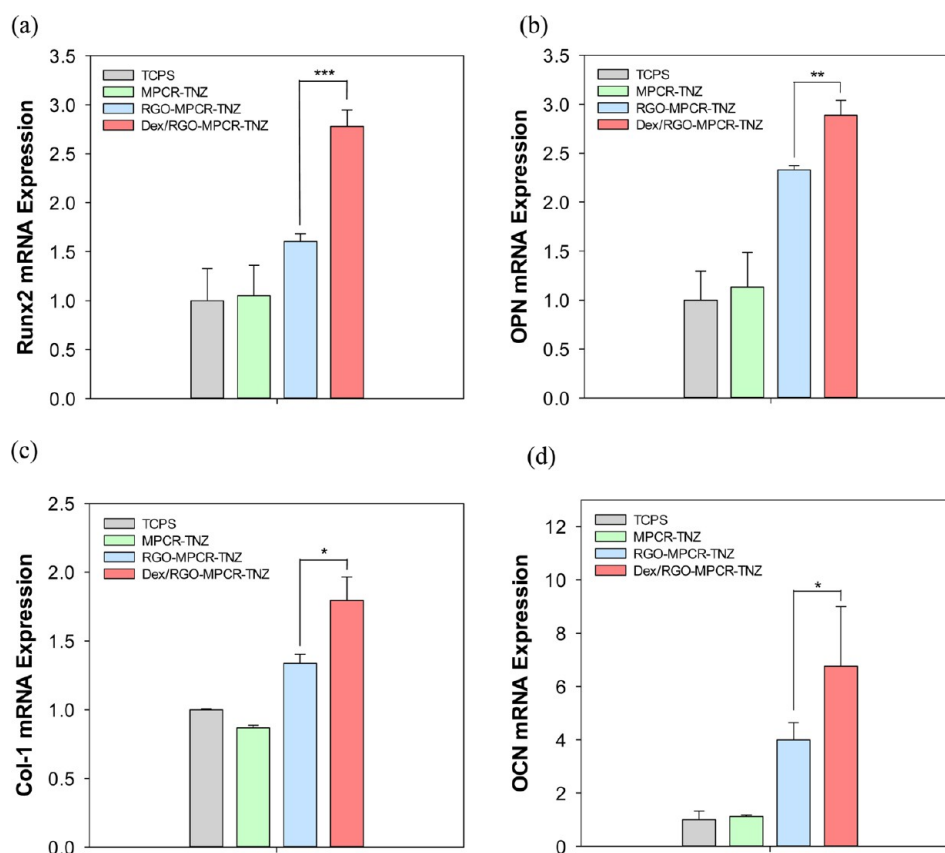 (a)
Runx2 mRNA Expression
3.5
3.0
2.5
2.0
1.5
1.0
0.5
0.0
TCPS
MPCR-TNZ
RGO-MPCR-TNZ
Dex/RGO-MPCR-TNZ
***
(b)
OPN mRNA Expression
3.5
3.0
2.5
2.0
1.5
1.0
0.5
0.0
TCPS
MPCR-TNZ
RGO-MPCR-TNZ
Dex/RGO-MPCR-TNZ
**
(c)
Col-1 mRNA Expression
2.5
2.0
1.5
1.0
0.5
0.0
TCPS
MPCR-TNZ
RGO-MPCR-TNZ
Dex/RGO-MPCR-TNZ
*
(d)
OCN mRNA Expression
12
10
8
6
4
2
0
TCPS
MPCR-TNZ
RGO-MPCR-TNZ
Dex/RGO-MPCR-TNZ
*